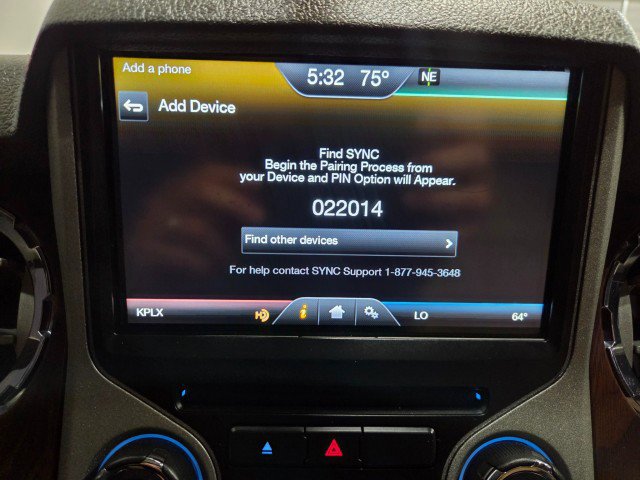 Add a phone
5:32 75° NE
Add Device
Find SYNC
Begin the Pairing Process from
your Device and PIN Option will Appear.
022014
Find other devices
For help contact SYNC Support 1-877-945-3648
KPLX HD i LO 64°